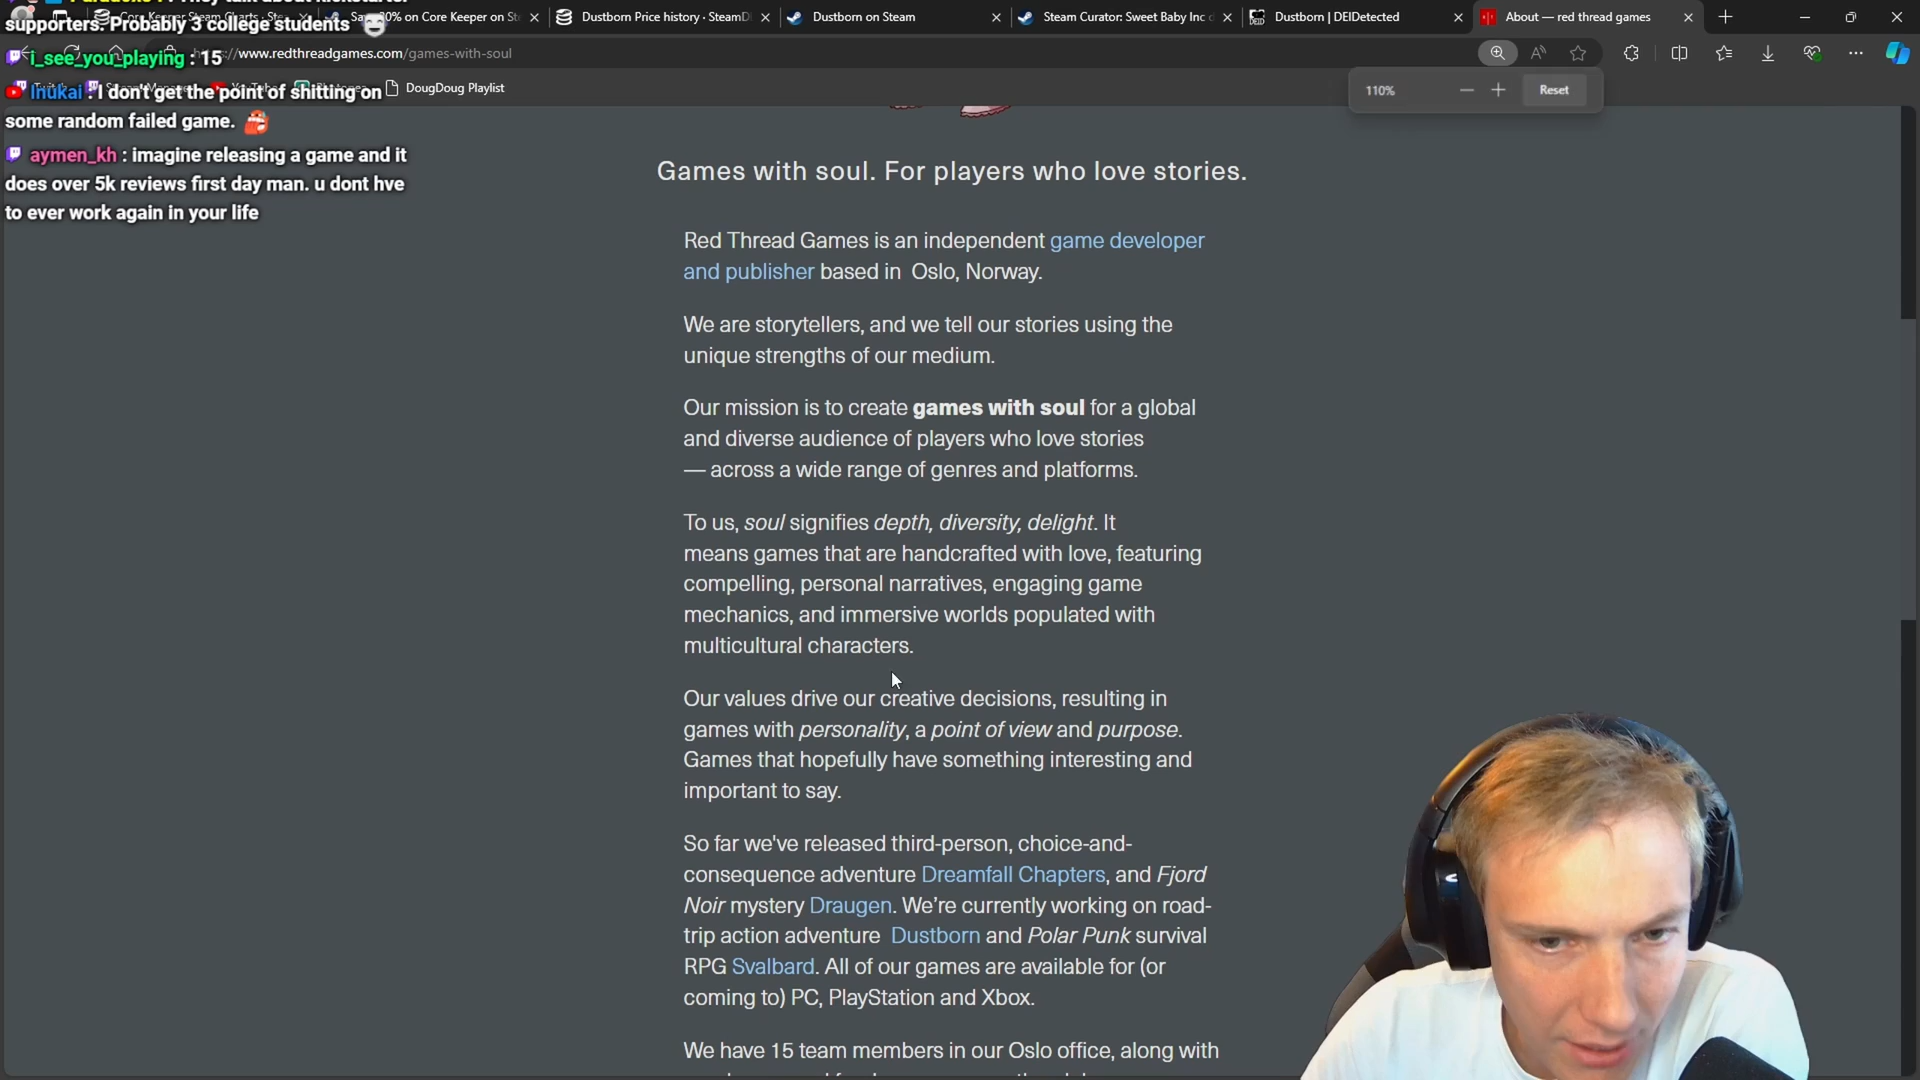 supporters. Probably 3 college students
i_see_you_playing : 15
Inukai : I don't get the point of shitting on
some random failed game.
aymen_kh : imagine releasing a game and it
does over 5k reviews first day man. u dont hve
to ever work again in your life
20% on Core Keeper on St
Dustborn Price history · SteamD
Dustborn on Steam
Steam Curator: Sweet Baby Inc d
Dustborn | DEIDetected
About — red thread games
//www.redthreadgames.com/games-with-soul
DougDoug Playlist
110%
Reset
Games with soul. For players who love stories.
Red Thread Games is an independent game developer
and publisher based in Oslo, Norway.
We are storytellers, and we tell our stories using the
unique strengths of our medium.
Our mission is to create games with soul for a global
and diverse audience of players who love stories
— across a wide range of genres and platforms.
To us, soul signifies depth, diversity, delight. It
means games that are handcrafted with love, featuring
compelling, personal narratives, engaging game
mechanics, and immersive worlds populated with
multicultural characters.
Our values drive our creative decisions, resulting in
games with personality, a point of view and purpose.
Games that hopefully have something interesting and
important to say.
So far we've released third-person, choice-and-
consequence adventure Dreamfall Chapters, and Fjord
Noir mystery Draugen. We're currently working on road-
trip action adventure Dustborn and Polar Punk survival
RPG Svalbard. All of our games are available for (or
coming to) PC, PlayStation and Xbox.
We have 15 team members in our Oslo office, along with